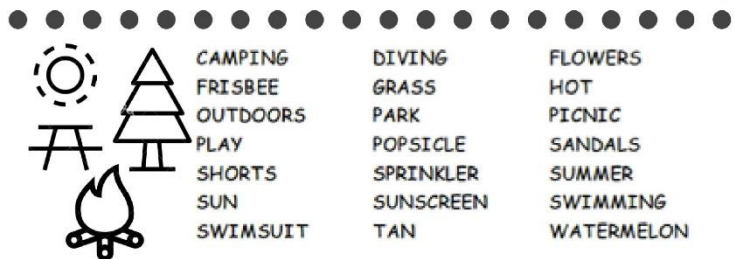 CAMPING DIVING FLOWERS
FRISBEE GRASS HOT
OUTDOORS PARK PICNIC
PLAY POPSICLE SANDALS
SHORTS SPRINKLER SUMMER
SUN SUNSCREEN SWIMMING
SWIMSUIT TAN WATERMELON